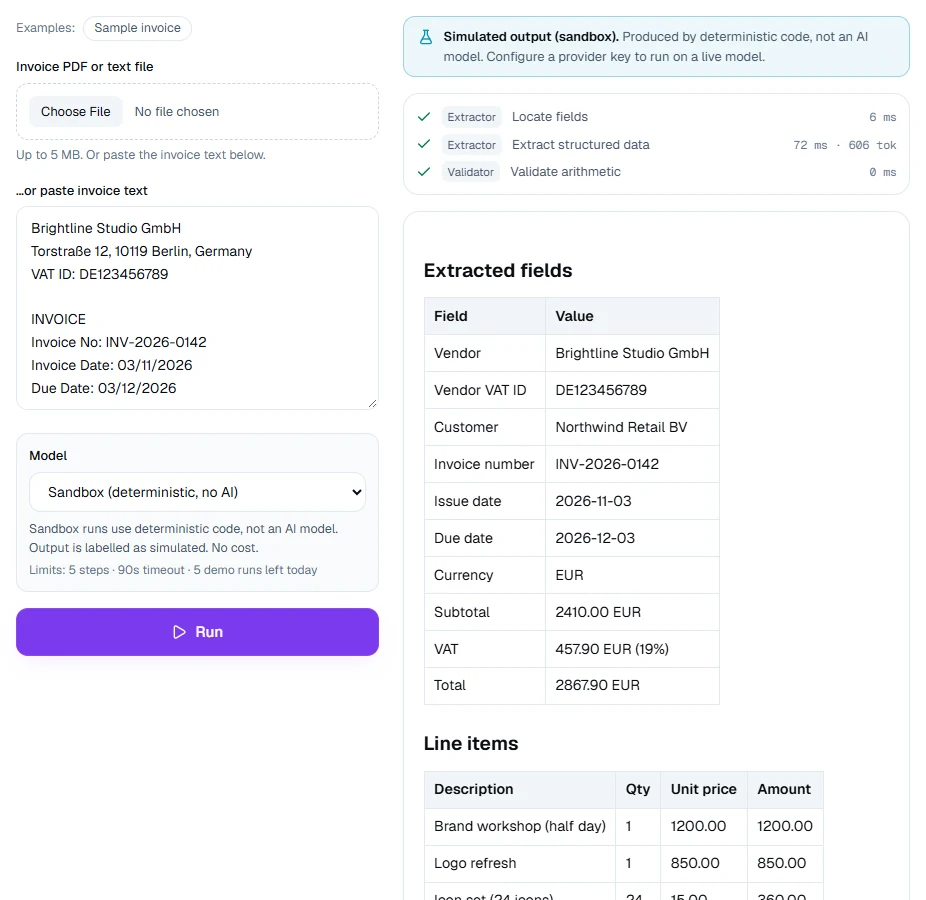 Examples: Sample invoice
Invoice PDF or text file
Choose File No file chosen
Up to 5 MB. Or paste the invoice text below.
…or paste invoice text
Brightline Studio GmbH
Torstraße 12, 10119 Berlin, Germany
VAT ID: DE123456789
INVOICE
Invoice No: INV-2026-0142
Invoice Date: 03/11/2026
Due Date: 03/12/2026
Model
Sandbox (deterministic, no AI)
Sandbox runs use deterministic code, not an AI model.
Output is labelled as simulated. No cost.
Limits: 5 steps · 90s timeout · 5 demo runs left today
Run
Simulated output (sandbox). Produced by deterministic code, not an AI
model. Configure a provider key to run on a live model.
Extractor Locate fields 6 ms
Extractor Extract structured data 72 ms · 606 tok
Validator Validate arithmetic 0 ms
Extracted fields
Field Value
Vendor Brightline Studio GmbH
Vendor VAT ID DE123456789
Customer Northwind Retail BV
Invoice number INV-2026-0142
Issue date 2026-11-03
Due date 2026-12-03
Currency EUR
Subtotal 2410.00 EUR
VAT 457.90 EUR (19%)
Total 2867.90 EUR
Line items
Description Qty Unit price Amount
Brand workshop (half day) 1 1200.00 1200.00
Logo refresh 1 850.00 850.00
Icon set (24 icons) 24 15.00 360.00